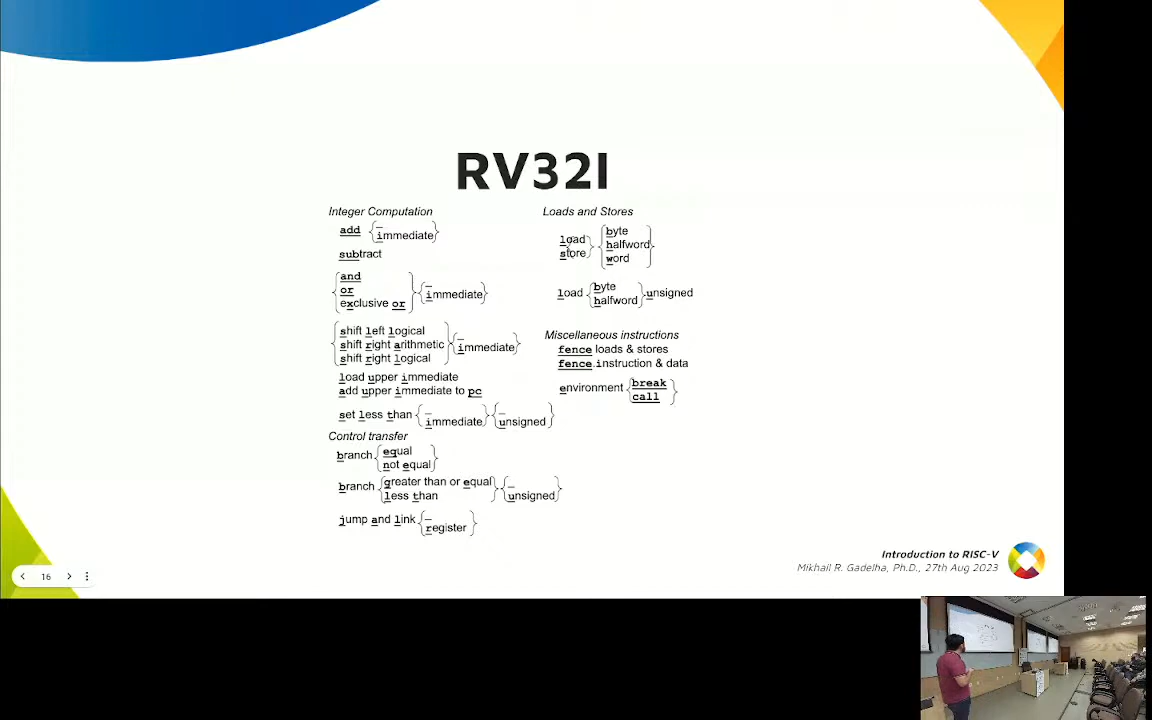 RV32I
Integer Computation
add { _
immediate }
subtract
and
or
exclusive or
{ immediate }
shift left logical
shift right arithmetic
shift right logical
{ immediate }
load upper immediate
add upper immediate to pc
set less than { _ immediate } { _ unsigned }
Control transfer
branch { equal
not equal }
branch { greater than or equal
less than } { _ unsigned }
jump and link { _
register }
Loads and Stores
load
store
byte
halfword
word
load { byte
halfword } unsigned
Miscellaneous instructions
fence loads & stores
fence.instruction & data
environment { break
call }
16
Introduction to RISC-V
Mikhail R. Gadelha, Ph.D., 27th Aug 2023